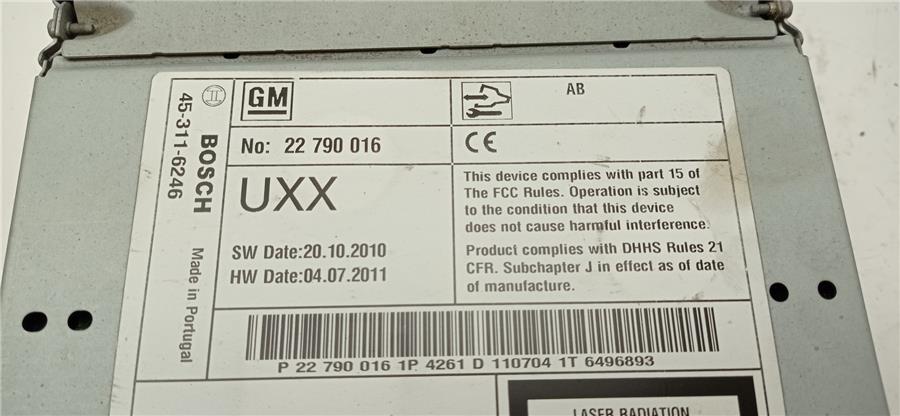 BOSCH
45-311-6246
Made in Portugal
GM
AB
No: 22 790 016
CE
UXX
SW Date:20.10.2010
HW Date:04.07.2011
This device complies with part 15 of
The FCC Rules. Operation is subject
to the condition that this device
does not cause harmful interference.
Product complies with DHHS Rules 21
CFR. Subchapter J in effect as of date
of manufacture.
P 22 790 016 1P 4261 D 110704 1T 6496893
LASER RADIATION